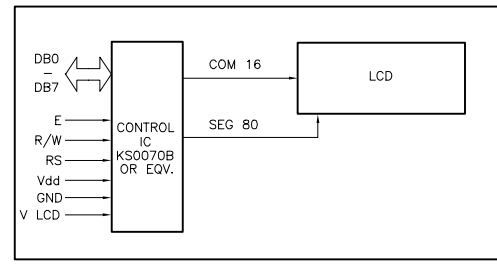 DB0
–
DB7
E
R/W
RS
Vdd
GND
V LCD
CONTROL
IC
KS0070B
OR EQV.
COM 16
SEG 80
LCD